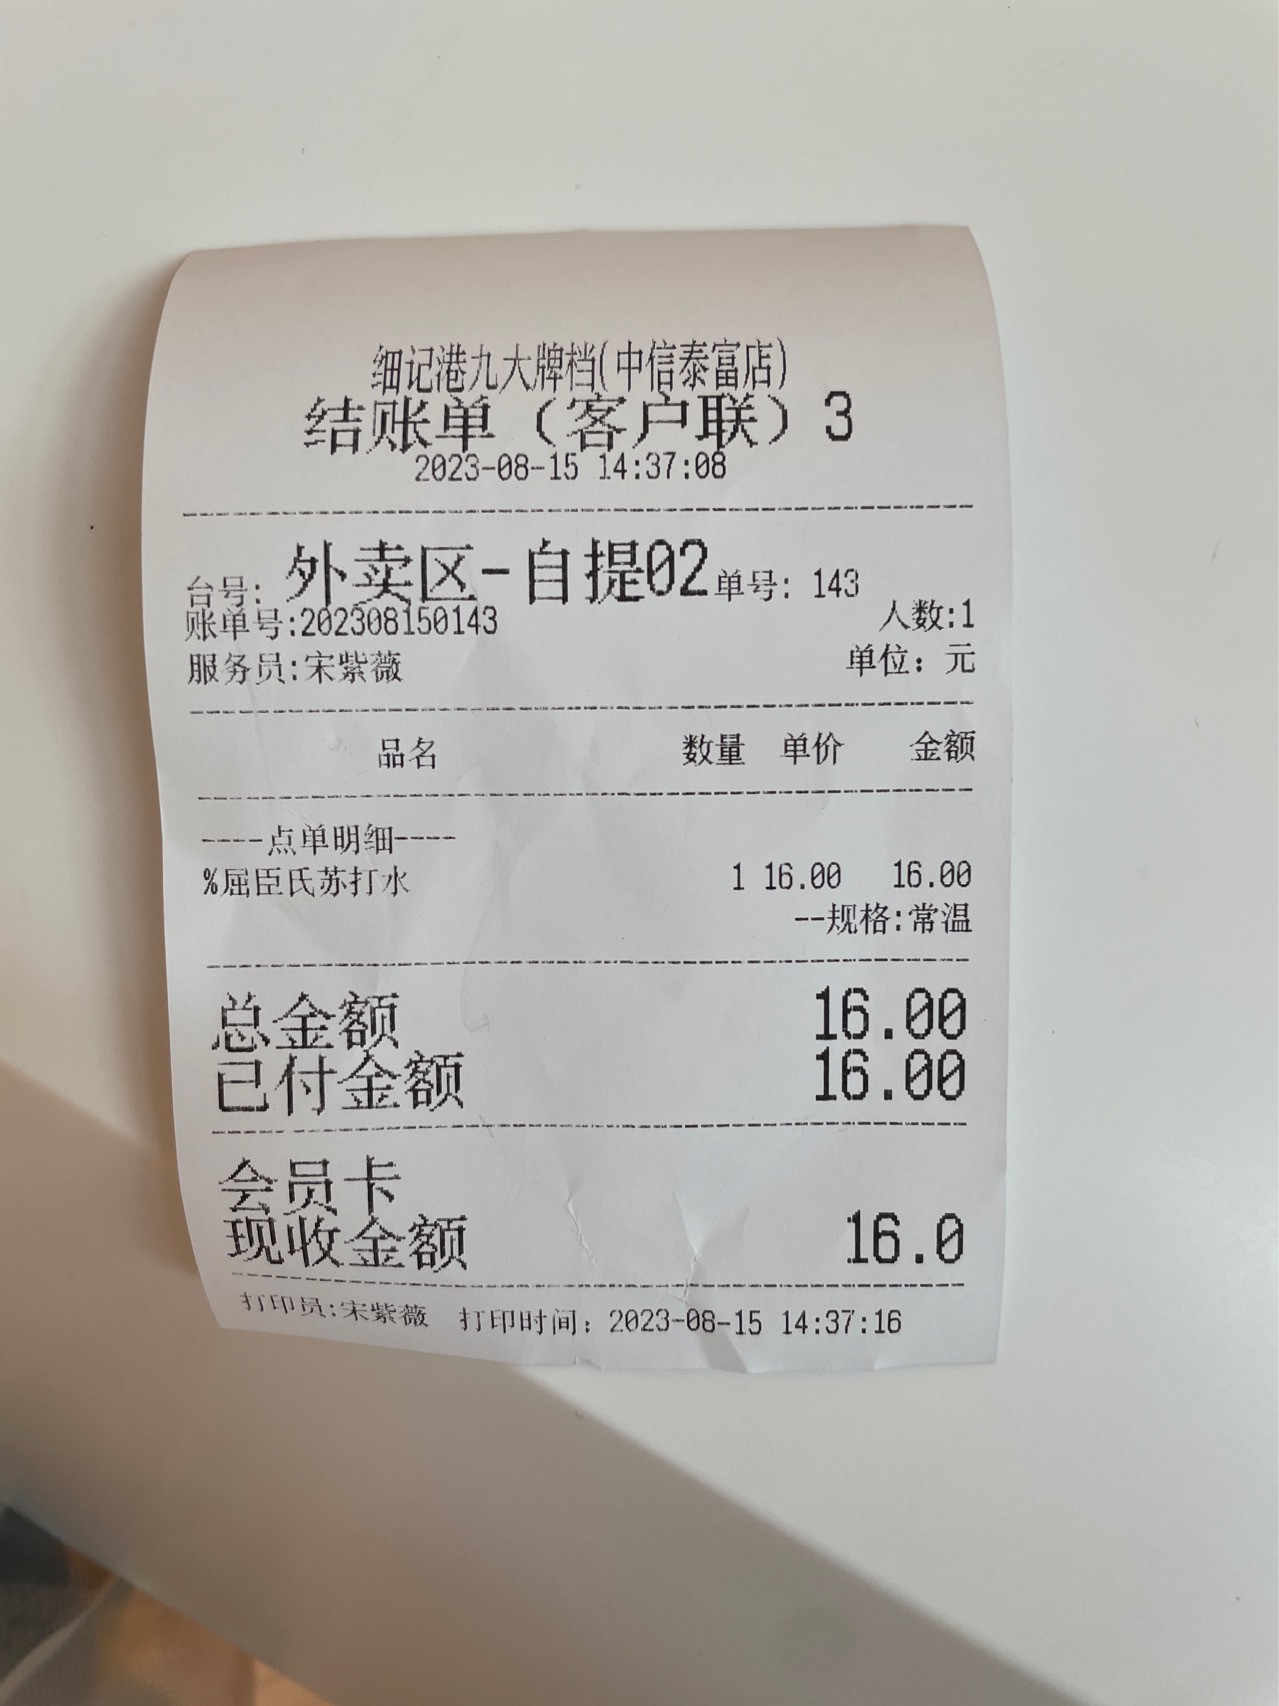 细记港九大牌档(中信泰富店)
结账单（客户联）3
2023-08-15 14:37:08
台号: 外卖区-自提02 单号: 143
账单号:202308150143 人数:1
服务员:宋紫薇 单位：元
品名 数量 单价 金额
----点单明细----
%屈臣氏苏打水 1 16.00 16.00
--规格:常温
总金额 16.00
已付金额 16.00
会员卡
现收金额 16.0
打印员:宋紫薇 打印时间：2023-08-15 14:37:16